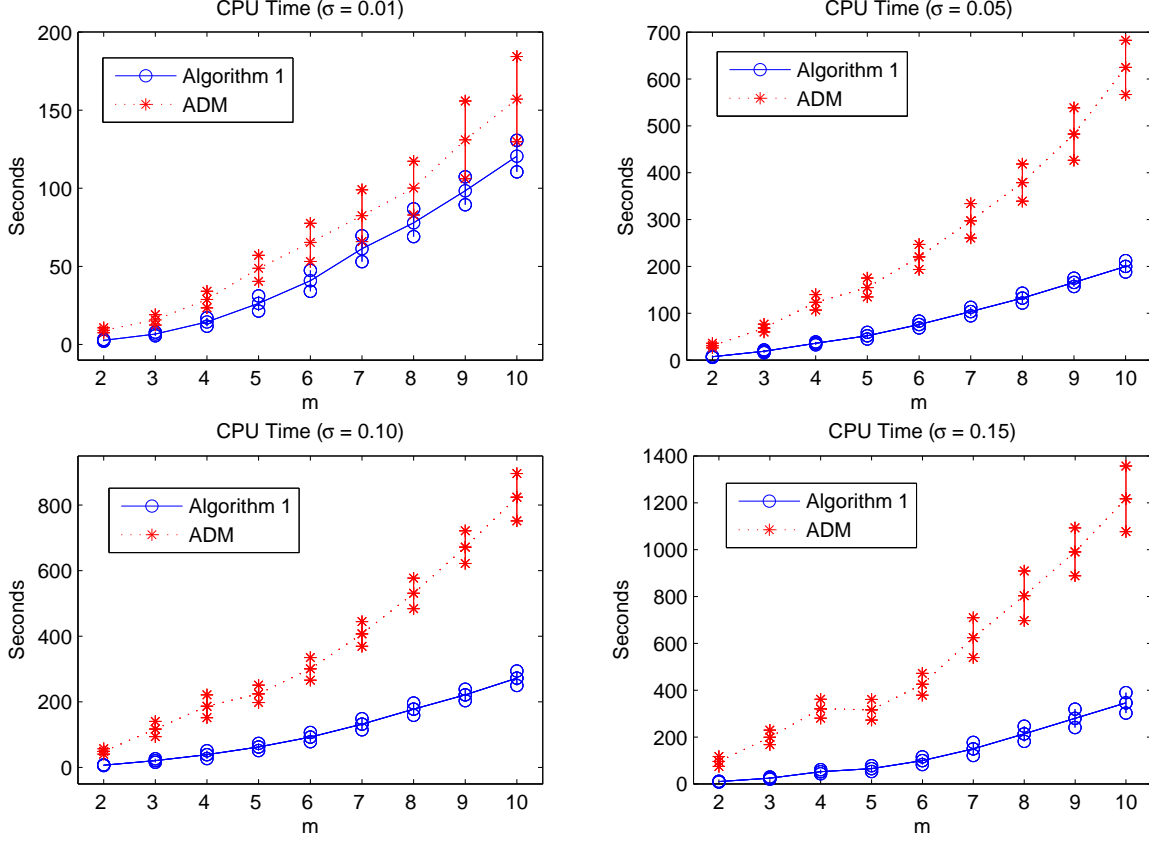 CPU Time (σ = 0.01)
200
150
100
50
0
Seconds
Algorithm 1
ADM
2 3 4 5 6 7 8 9 10
m
CPU Time (σ = 0.05)
700
600
500
400
300
200
100
0
Seconds
Algorithm 1
ADM
2 3 4 5 6 7 8 9 10
m
CPU Time (σ = 0.10)
800
600
400
200
0
Seconds
Algorithm 1
ADM
2 3 4 5 6 7 8 9 10
m
CPU Time (σ = 0.15)
1400
1200
1000
800
600
400
200
0
Seconds
Algorithm 1
ADM
2 3 4 5 6 7 8 9 10
m